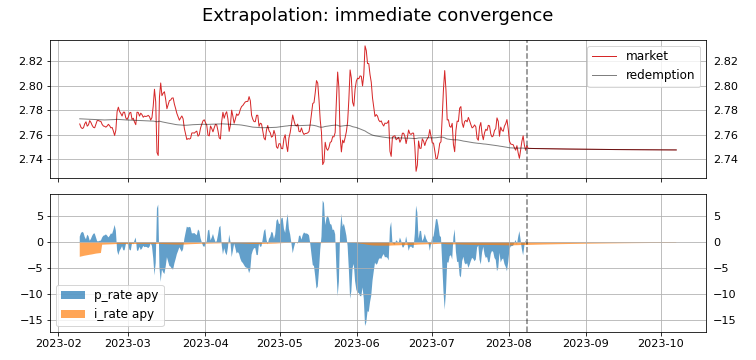 Extrapolation: immediate convergence
2.82 2.82
2.80 2.80
2.78 2.78
2.76 2.76
2.74 2.74
market
redemption
5 5
0 0
−5 −5
−10 −10
−15 −15
p_rate apy
i_rate apy
2023-02 2023-03 2023-04 2023-05 2023-06 2023-07 2023-08 2023-09 2023-10